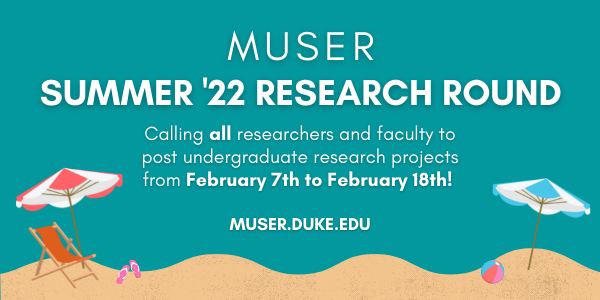 MUSER
SUMMER '22 RESEARCH ROUND
Calling all researchers and faculty to
post undergraduate research projects
from February 7th to February 18th!
MUSER.DUKE.EDU